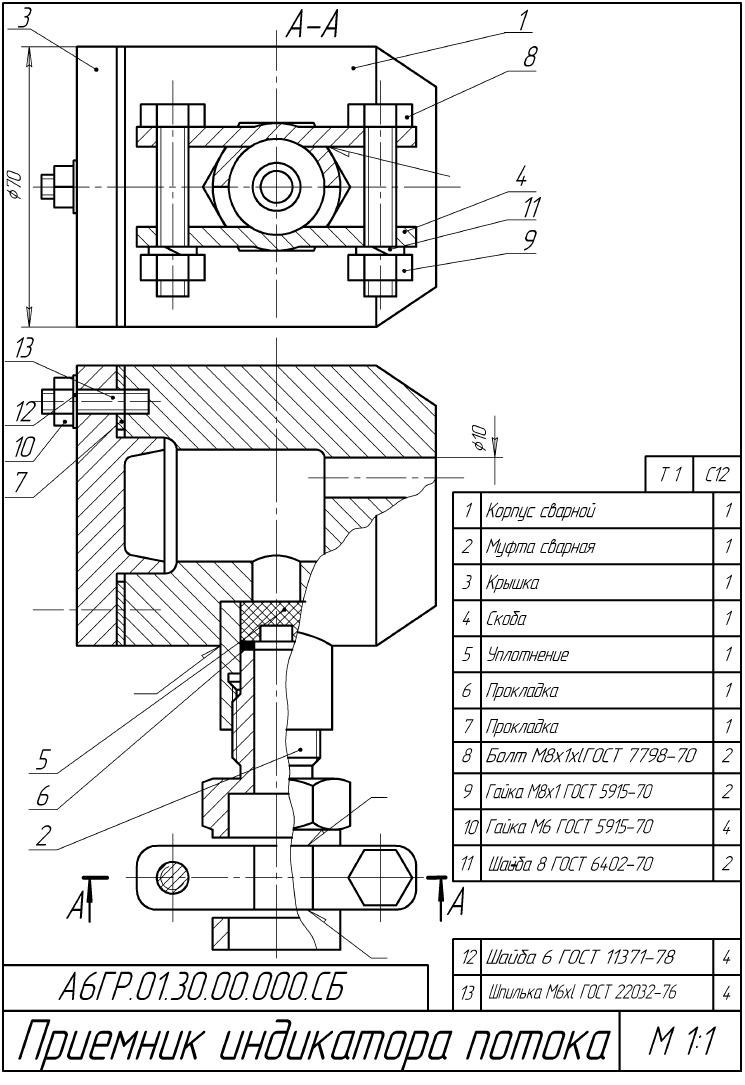 3
А-А
1
8
4
11
9
ϕ70
13
12
10
7
ϕ10
5
6
2
А
А
Т 1 С12
1 Корпус сварной 1
2 Муфта сварная 1
3 Крышка 1
4 Скоба 1
5 Уплотнение 1
6 Прокладка 1
7 Прокладка 1
8 Болт М8х1хlГОСТ 7798-70 2
9 Гайка М8х1 ГОСТ 5915-70 2
10 Гайка М6 ГОСТ 5915-70 4
11 Шайба 8 ГОСТ 6402-70 2
12 Шайба 6 ГОСТ 11371-78 4
13 Шпилька М6хl ГОСТ 22032-76 4
А6ГР.01.30.00.000.СБ
Приемник индикатора потока М 1:1